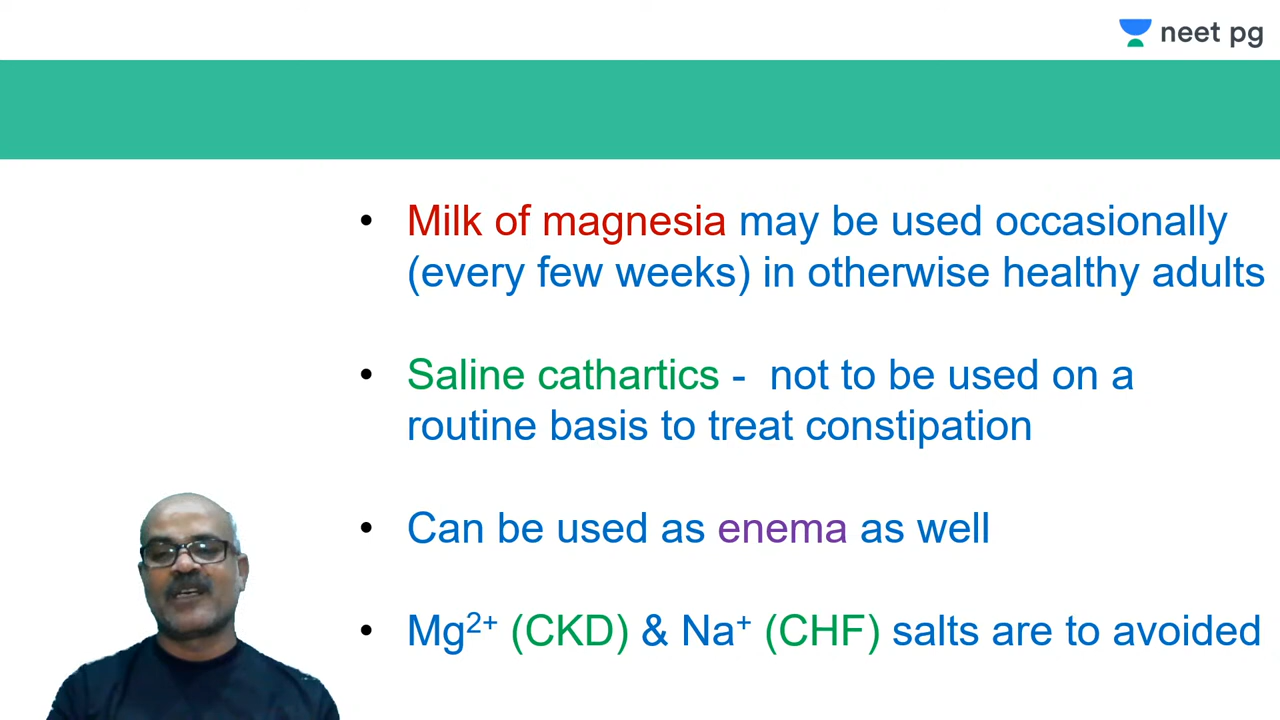 neet pg
• Milk of magnesia may be used occasionally
(every few weeks) in otherwise healthy adults
• Saline cathartics - not to be used on a
routine basis to treat constipation
• Can be used as enema as well
• Mg²⁺ (CKD) & Na⁺ (CHF) salts are to avoided